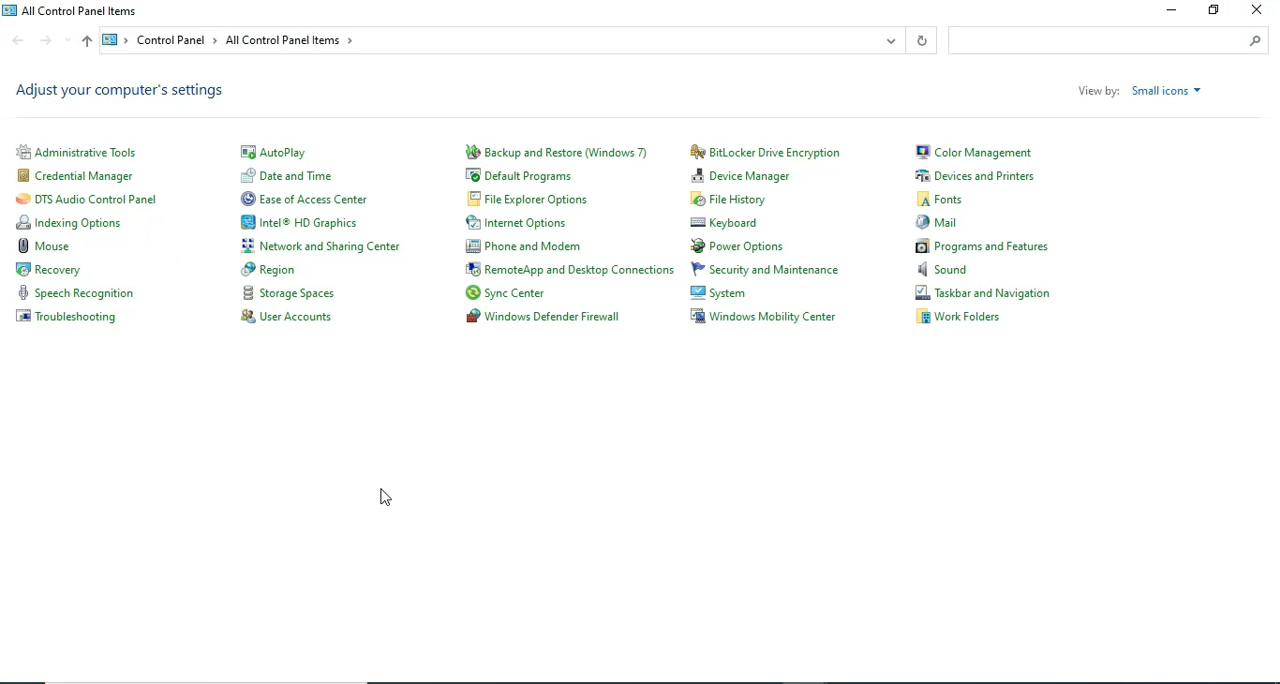 All Control Panel Items
Control Panel > All Control Panel Items >
Adjust your computer's settings
View by: Small icons
Administrative Tools AutoPlay Backup and Restore (Windows 7) BitLocker Drive Encryption Color Management
Credential Manager Date and Time Default Programs Device Manager Devices and Printers
DTS Audio Control Panel Ease of Access Center File Explorer Options File History Fonts
Indexing Options Intel® HD Graphics Internet Options Keyboard Mail
Mouse Network and Sharing Center Phone and Modem Power Options Programs and Features
Recovery Region RemoteApp and Desktop Connections Security and Maintenance Sound
Speech Recognition Storage Spaces Sync Center System Taskbar and Navigation
Troubleshooting User Accounts Windows Defender Firewall Windows Mobility Center Work Folders